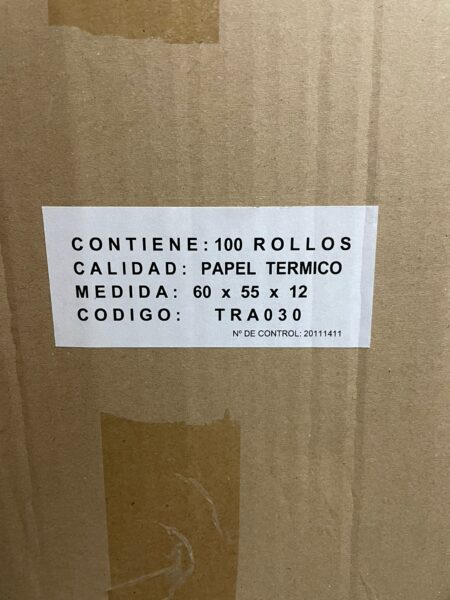 CONTIENE: 100 ROLLOS
CALIDAD: PAPEL TERMICO
MEDIDA: 60 x 55 x 12
CODIGO: TRA030
Nº DE CONTROL: 20111411